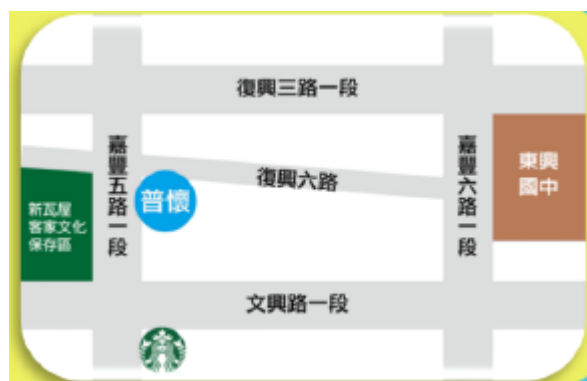 復興三路一段
嘉豐五路一段
復興六路
嘉豐六路一段
東興
國中
普懷
新瓦屋
客家文化
保存區
文興路一段